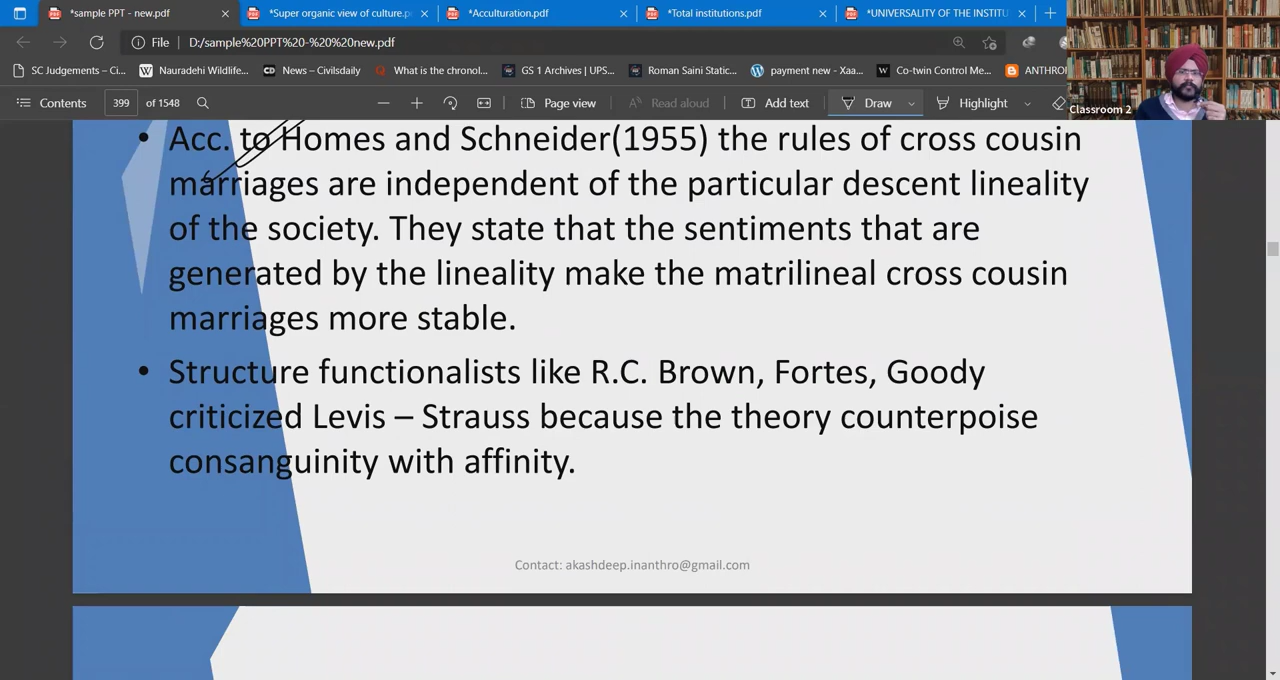 *sample PPT - new.pdf
*Super organic view of culture.p
*Acculturation.pdf
*Total institutions.pdf
*UNIVERSALITY OF THE INSTITU
File D:/sample%20PPT%20-%20%20new.pdf
SC Judgements – Ci...
Nauradehi Wildlife...
News – Civilsdaily
What is the chronol...
GS 1 Archives | UPS...
Roman Saini Static...
payment new - Xaa...
Co-twin Control Me...
ANTHRO
Classroom 2
Contents 399 of 1548 Page view Read aloud Add text Draw Highlight
• Acc. to Homes and Schneider(1955) the rules of cross cousin
marriages are independent of the particular descent lineality
of the society. They state that the sentiments that are
generated by the lineality make the matrilineal cross cousin
marriages more stable.
• Structure functionalists like R.C. Brown, Fortes, Goody
criticized Levis – Strauss because the theory counterpoise
consanguinity with affinity.
Contact: akashdeep.inanthro@gmail.com